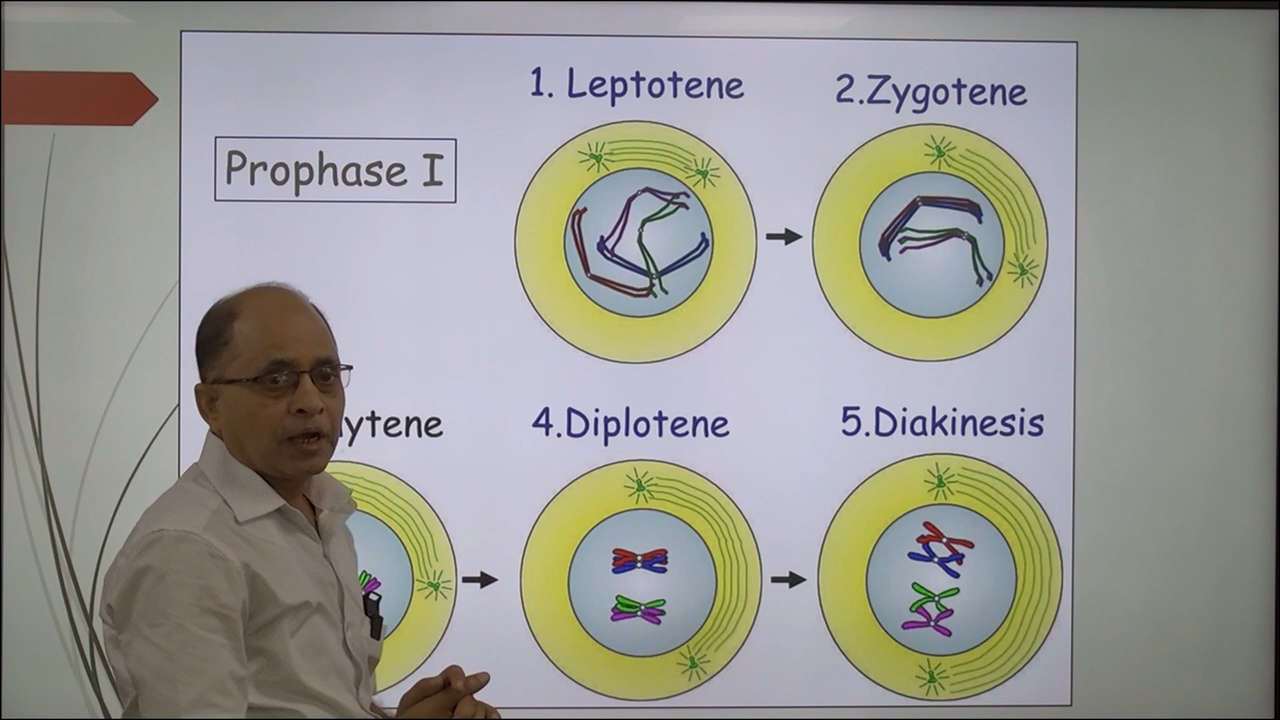 1. Leptotene
2.Zygotene
Prophase I
ytene
4.Diplotene
5.Diakinesis